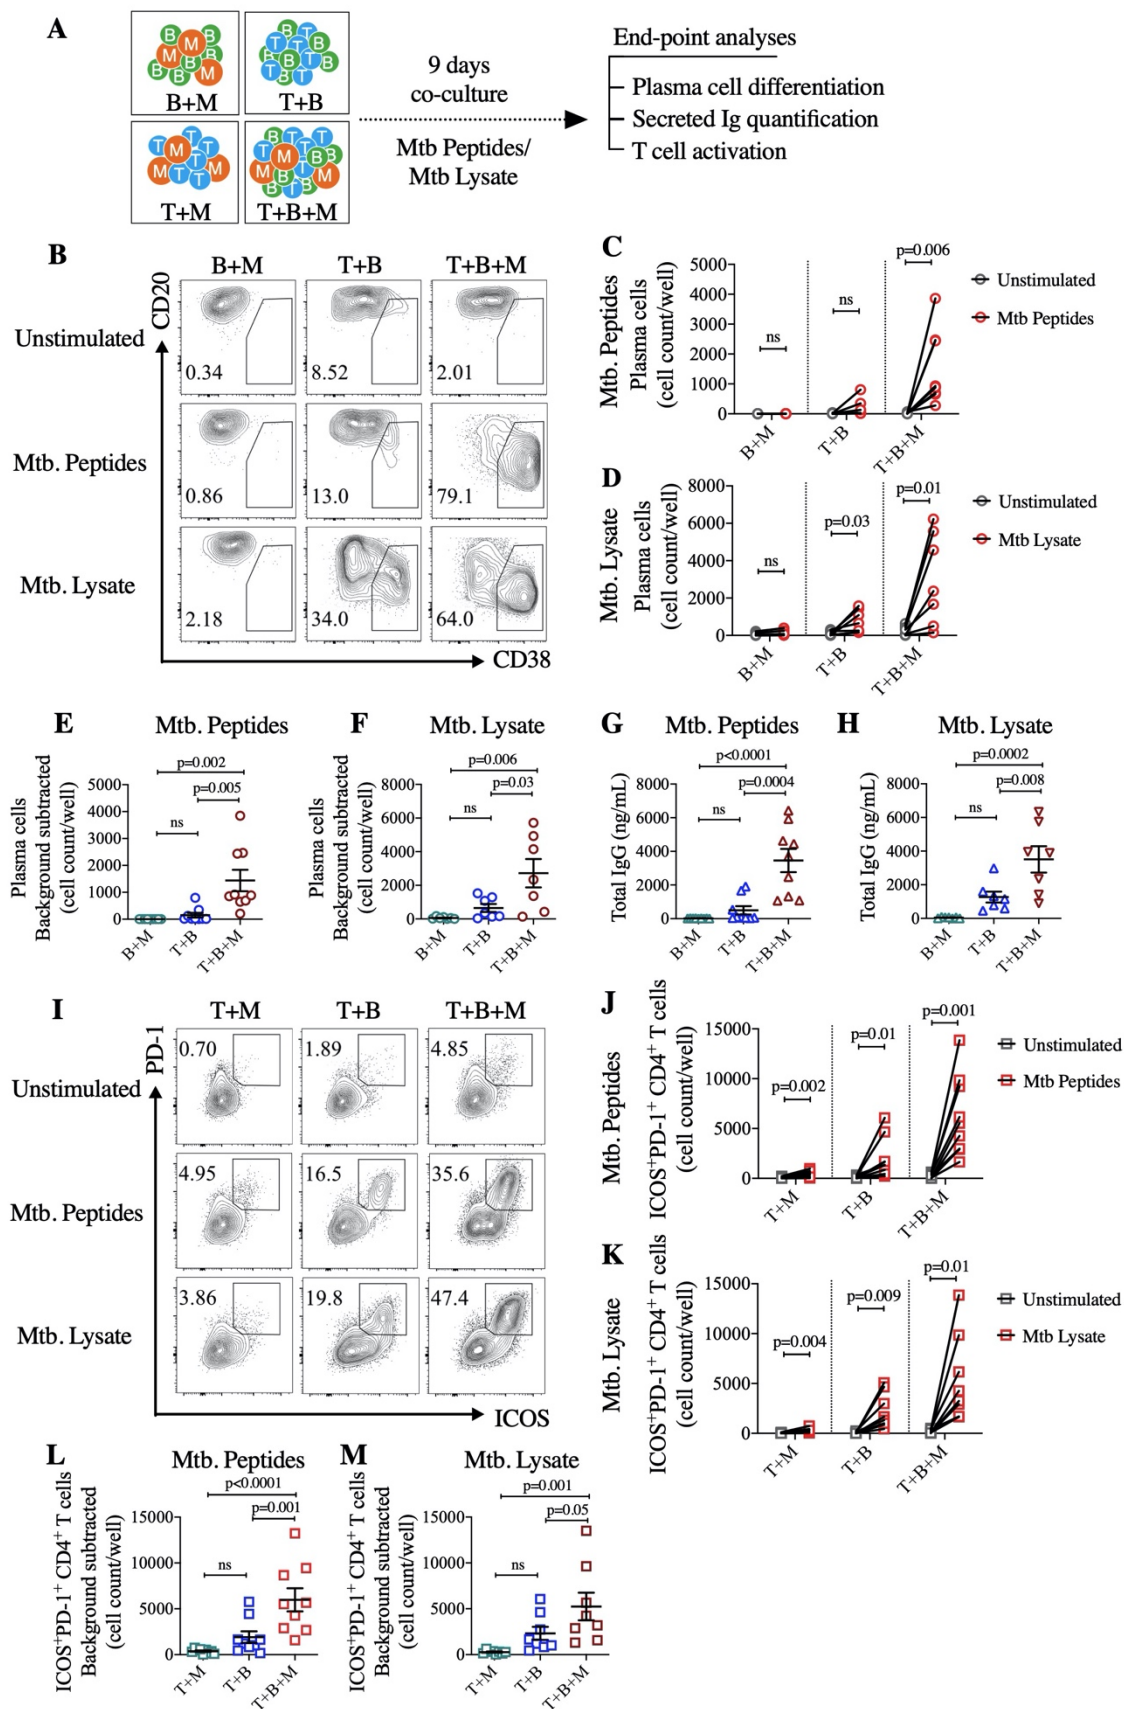 A
B+M
T+B
T+M
T+B+M
9 days
co-culture
Mtb Peptides/
Mtb Lysate
End-point analyses
Plasma cell differentiation
Secreted Ig quantification
T cell activation
B
B+M T+B T+B+M
CD20
Unstimulated
0.34 8.52 2.01
Mtb. Peptides
0.86 13.0 79.1
Mtb. Lysate
2.18 34.0 64.0
CD38
C
Mtb. Peptides
Plasma cells
(cell count/well)
5000
4000
3000
2000
1000
0
ns
ns
p=0.006
B+M
T+B
T+B+M
Unstimulated
Mtb Peptides
D
Mtb. Lysate
Plasma cells
(cell count/well)
8000
6000
4000
2000
0
ns
p=0.03
p=0.01
B+M
T+B
T+B+M
Unstimulated
Mtb Lysate
E
Mtb. Peptides
Plasma cells
Background subtracted
(cell count/well)
5000
4000
3000
2000
1000
0
p=0.002
p=0.005
ns
B+M
T+B
T+B+M
F
Mtb. Lysate
Plasma cells
Background subtracted
(cell count/well)
8000
6000
4000
2000
0
p=0.006
p=0.03
ns
B+M
T+B
T+B+M
G
Mtb. Peptides
Total IgG (ng/mL)
8000
6000
4000
2000
0
p<0.0001
p=0.0004
ns
B+M
T+B
T+B+M
H
Mtb. Lysate
Total IgG (ng/mL)
8000
6000
4000
2000
0
p=0.0002
p=0.008
ns
B+M
T+B
T+B+M
I
T+M T+B T+B+M
PD-1
Unstimulated
0.70 1.89 4.85
Mtb. Peptides
4.95 16.5 35.6
Mtb. Lysate
3.86 19.8 47.4
ICOS
J
Mtb. Peptides
ICOS⁺PD-1⁺ CD4⁺ T cells
(cell count/well)
15000
10000
5000
0
p=0.002
p=0.01
p=0.001
T+M
T+B
T+B+M
Unstimulated
Mtb Peptides
K
Mtb. Lysate
ICOS⁺PD-1⁺ CD4⁺ T cells
(cell count/well)
15000
10000
5000
0
p=0.004
p=0.009
p=0.01
T+M
T+B
T+B+M
Unstimulated
Mtb Lysate
L
Mtb. Peptides
ICOS⁺PD-1⁺ CD4⁺ T cells
Background subtracted
(cell count/well)
15000
10000
5000
0
p<0.0001
p=0.001
ns
T+M
T+B
T+B+M
M
Mtb. Lysate
ICOS⁺PD-1⁺ CD4⁺ T cells
Background subtracted
(cell count/well)
15000
10000
5000
0
p=0.001
p=0.05
ns
T+M
T+B
T+B+M